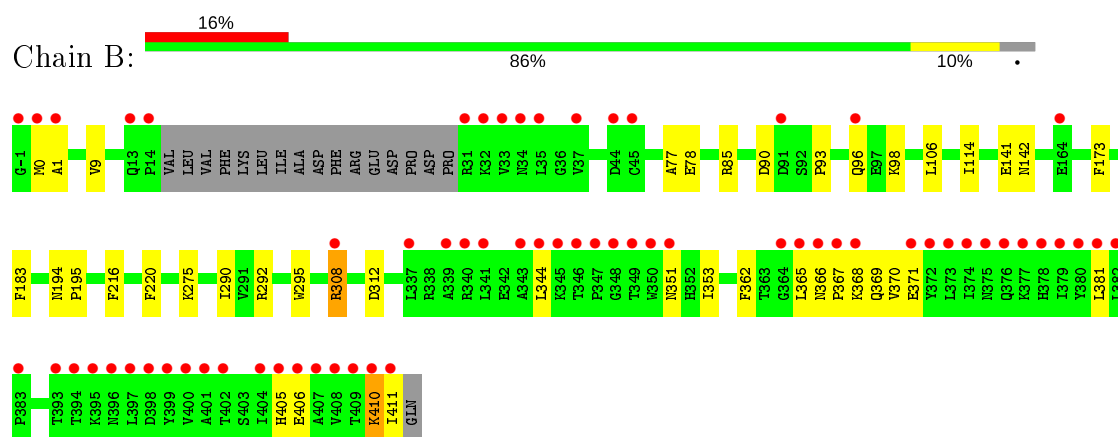 16%
Chain B:
86% 10% •
G-1 M0 A1 V9 Q13 P14 VAL LEU VAL PHE LYS LEU ILE ALA ASP PHE ARG GLU ASP PRO ASP PRO R31 K32 V33 N34 L35 G36 V37 D44 C45 A77 E78 R85 D90 D91 S92 P93 Q96 E97 K98 L106 I114 E141 N142 E164 F173
F183 N194 P195 F216 F220 K275 I290 V291 R292 W295 R308 D312 L337 R338 A339 R340 L341 E342 A343 L344 K345 T346 P347 G348 T349 W350 N351 H352 I353 F362 T363 G364 L365 N366 P367 K368 Q369 V370 E371 Y372 L373 I374 N375 Q376 K377 H378 I379 Y380 L381
P383 T393 T394 K395 N396 L397 D398 Y399 V400 A401 T402 S403 I404 H405 E406 A407 V408 T409 K410 I411 GLN